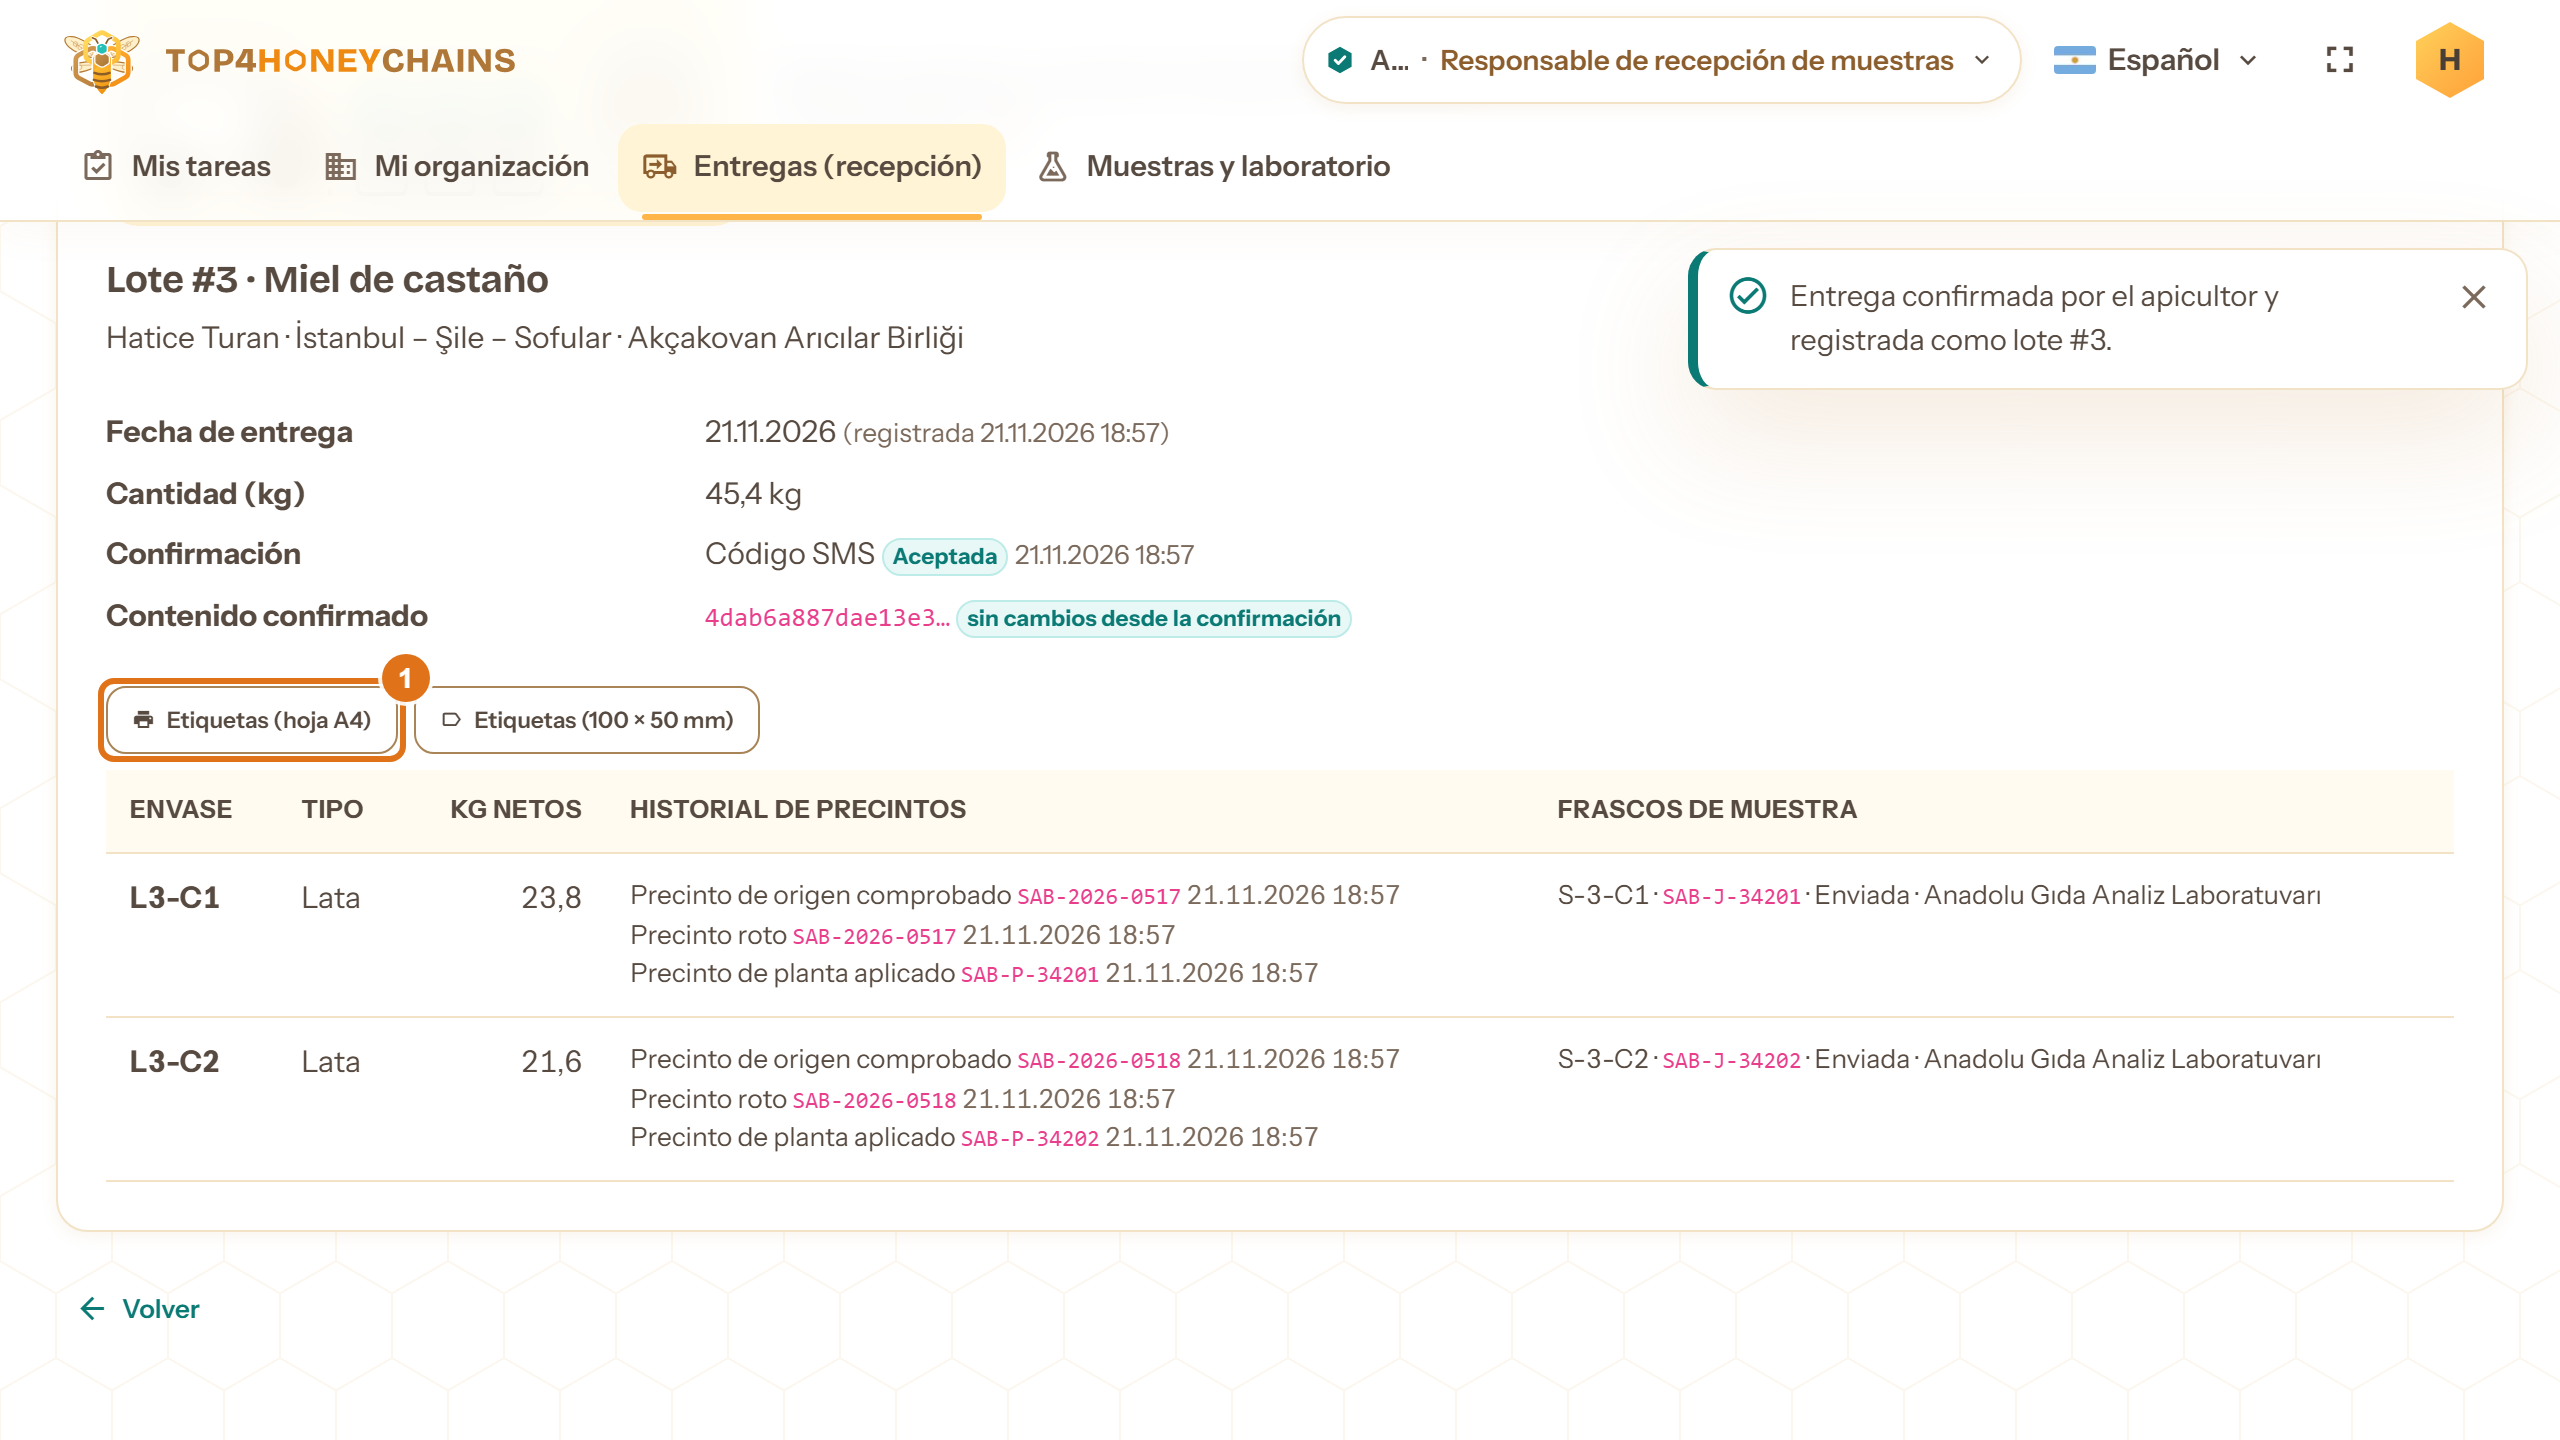 TOP4HONEYCHAINS
A... · Responsable de recepción de muestras
Español
H
Mis tareas
Mi organización
Entregas (recepción)
Muestras y laboratorio
Lote #3 · Miel de castaño
Hatice Turan · İstanbul – Şile – Sofular · Akçakovan Arıcılar Birliği
Entrega confirmada por el apicultor y
registrada como lote #3.
Fecha de entrega 21.11.2026 (registrada 21.11.2026 18:57)
Cantidad (kg) 45,4 kg
Confirmación Código SMS Aceptada 21.11.2026 18:57
Contenido confirmado 4dab6a887dae13e3… sin cambios desde la confirmación
1
Etiquetas (hoja A4)
Etiquetas (100 × 50 mm)
ENVASE TIPO KG NETOS HISTORIAL DE PRECINTOS FRASCOS DE MUESTRA
L3-C1 Lata 23,8 Precinto de origen comprobado SAB-2026-0517 21.11.2026 18:57 S-3-C1 · SAB-J-34201 · Enviada · Anadolu Gıda Analiz Laboratuvarı
Precinto roto SAB-2026-0517 21.11.2026 18:57
Precinto de planta aplicado SAB-P-34201 21.11.2026 18:57
L3-C2 Lata 21,6 Precinto de origen comprobado SAB-2026-0518 21.11.2026 18:57 S-3-C2 · SAB-J-34202 · Enviada · Anadolu Gıda Analiz Laboratuvarı
Precinto roto SAB-2026-0518 21.11.2026 18:57
Precinto de planta aplicado SAB-P-34202 21.11.2026 18:57
Volver